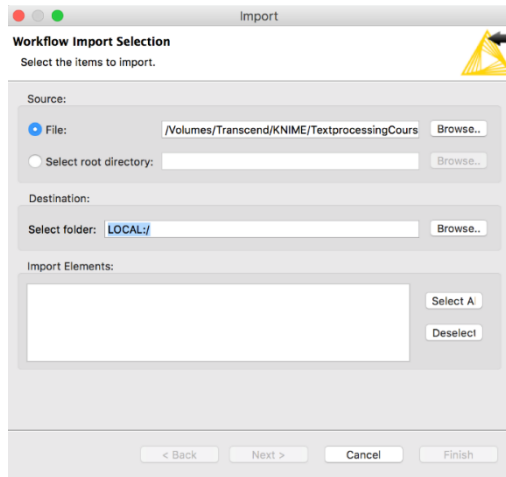 Import
Workflow Import Selection
Select the items to import.
Source:
File: /Volumes/Transcend/KNIME/TextprocessingCours Browse..
Select root directory: Browse..
Destination:
Select folder: LOCAL:/ Browse..
Import Elements:
Select Al
Deselect
< Back Next > Cancel Finish